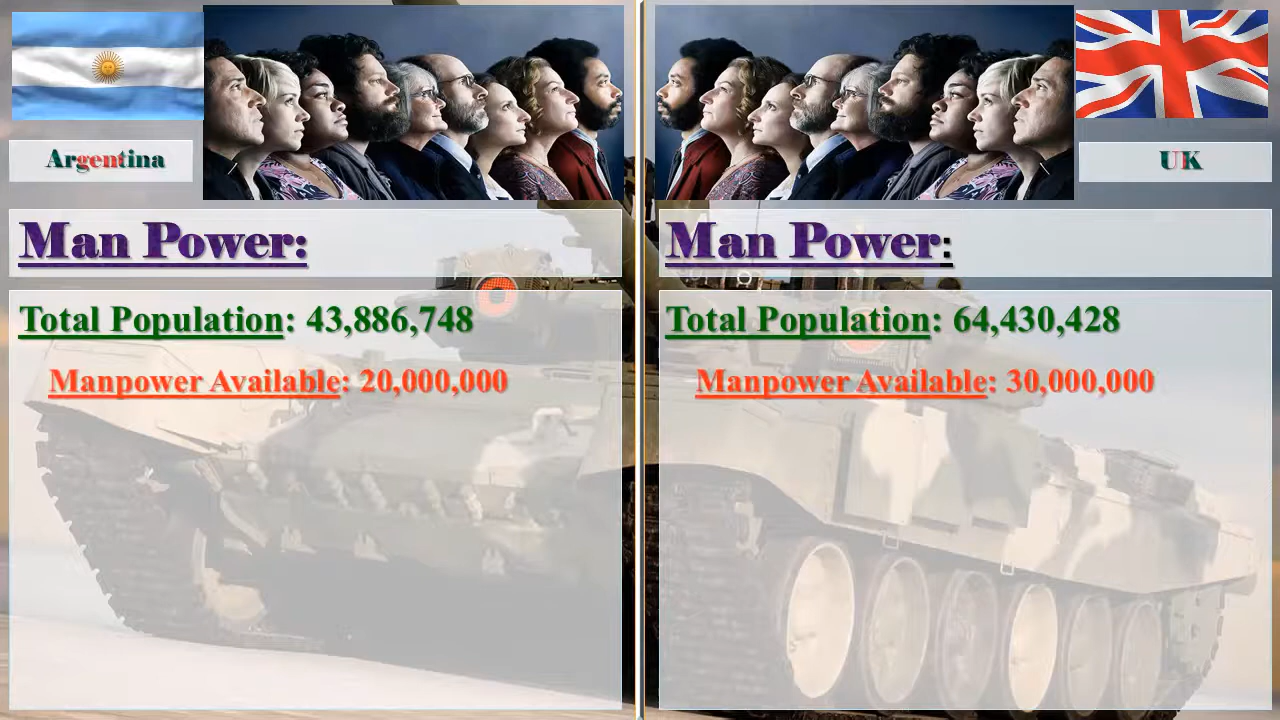 Argentina
Man Power:
Total Population: 43,886,748
Manpower Available: 20,000,000
UK
Man Power:
Total Population: 64,430,428
Manpower Available: 30,000,000